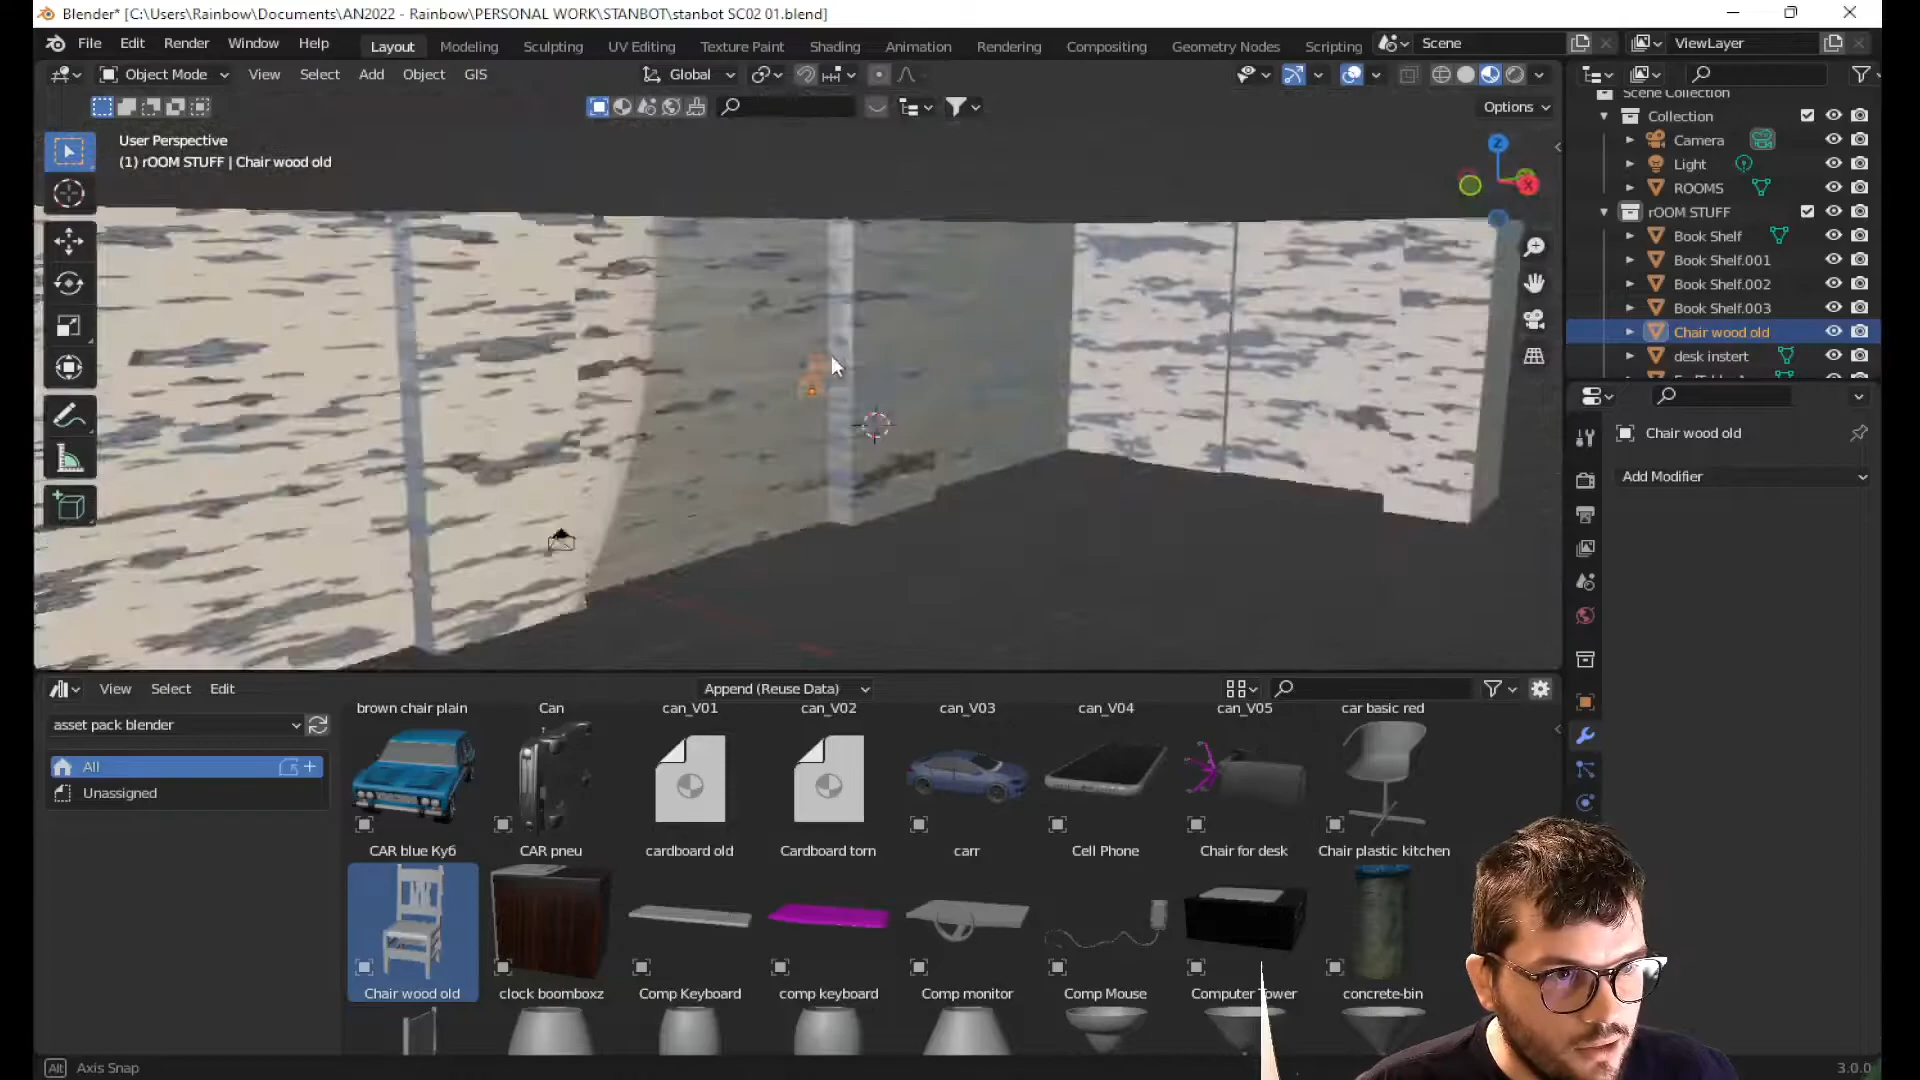 Blender* [C:\Users\Rainbow\Documents\AN2022 - Rainbow\PERSONAL WORK\STANBOT\stanbot SC02 01.blend]
File Edit Render Window Help Layout Modeling Sculpting UV Editing Texture Paint Shading Animation Rendering Compositing Geometry Nodes Scripting Scene ViewLayer
Object Mode View Select Add Object GIS Global
Options
User Perspective
(1) rOOM STUFF | Chair wood old
Z
X
Scene Collection
Collection
Camera
Light
ROOMS
rOOM STUFF
Book Shelf
Book Shelf.001
Book Shelf.002
Book Shelf.003
Chair wood old
desk instert
Chair wood old
Add Modifier
View Select Edit Append (Reuse Data)
asset pack blender
All
Unassigned
brown chair plain Can can_V01 can_V02 can_V03 can_V04 can_V05 car basic red
CAR blue Куб CAR pneu cardboard old Cardboard torn carr Cell Phone Chair for desk Chair plastic kitchen
Chair wood old clock boomboxz Comp Keyboard comp keyboard Comp monitor Comp Mouse Computer Tower concrete-bin
Alt Axis Snap
3.0.0